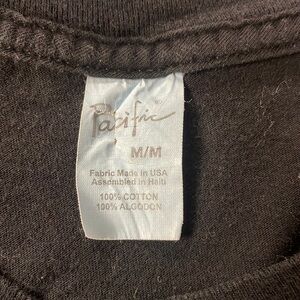 Pacific
M/M
Fabric Made in USA
Assembled in Haiti
100% COTTON
100% ALGODON